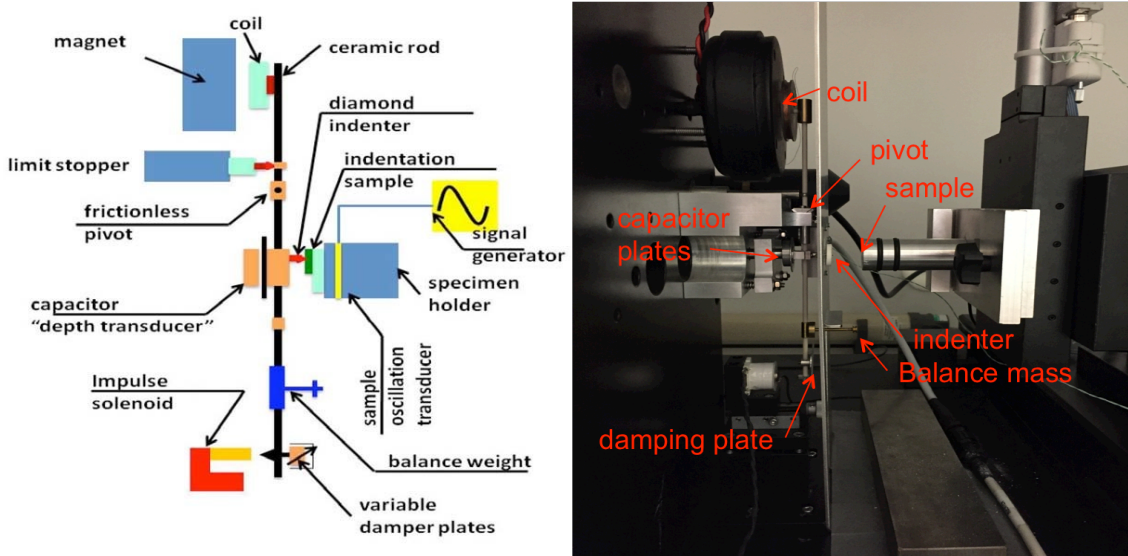 coil
magnet
ceramic rod
diamond
indenter
limit stopper
indentation
sample
frictionless
pivot
signal
generator
specimen
holder
capacitor
"depth transducer"
sample
oscillation
transducer
Impulse
solenoid
balance weight
variable
damper plates
coil
pivot
sample
capacitor
plates
indenter
Balance mass
damping plate